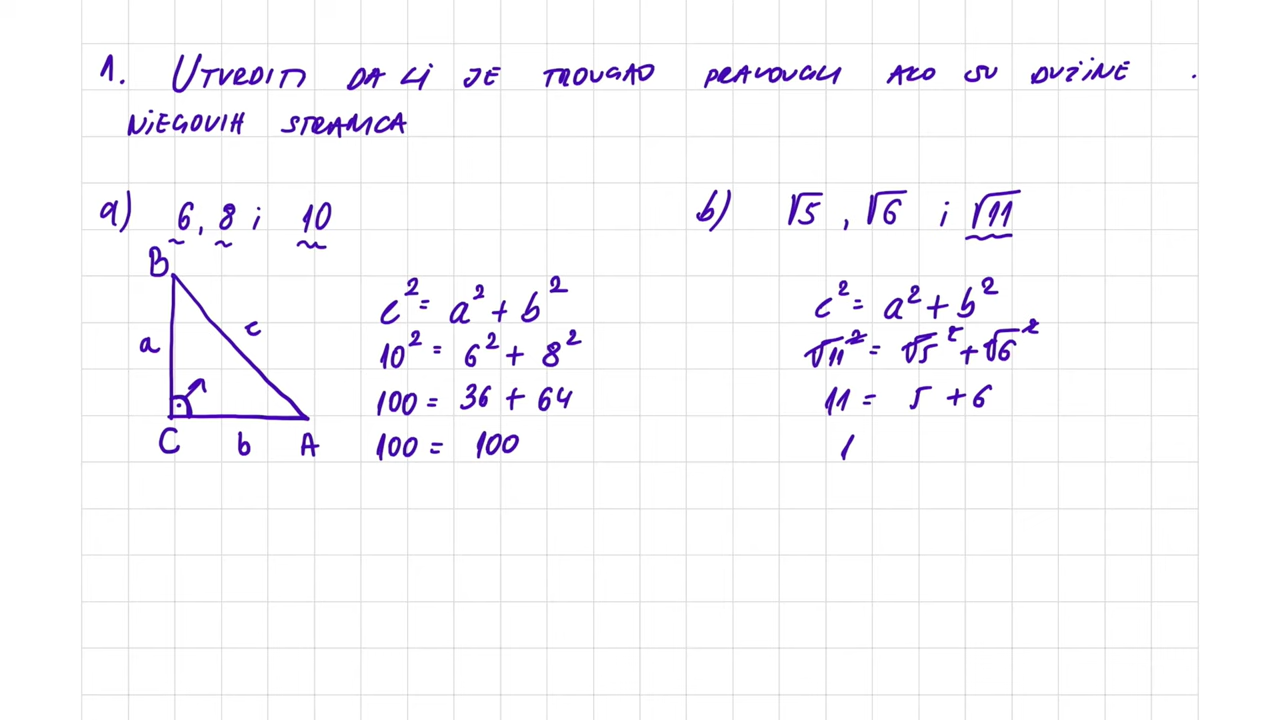 1. UTVRDITI DA LI JE TROUGAO PRAVOUGLI AKO SU DUŽINE
NJEGOVIH STRANICA
a) 6, 8 i 10
b) √5, √6 i √11
B
a
c
C b A
c² = a² + b²
10² = 6² + 8²
100 = 36 + 64
100 = 100
c² = a² + b²
√11² = √5² + √6²
11 = 5 + 6
1